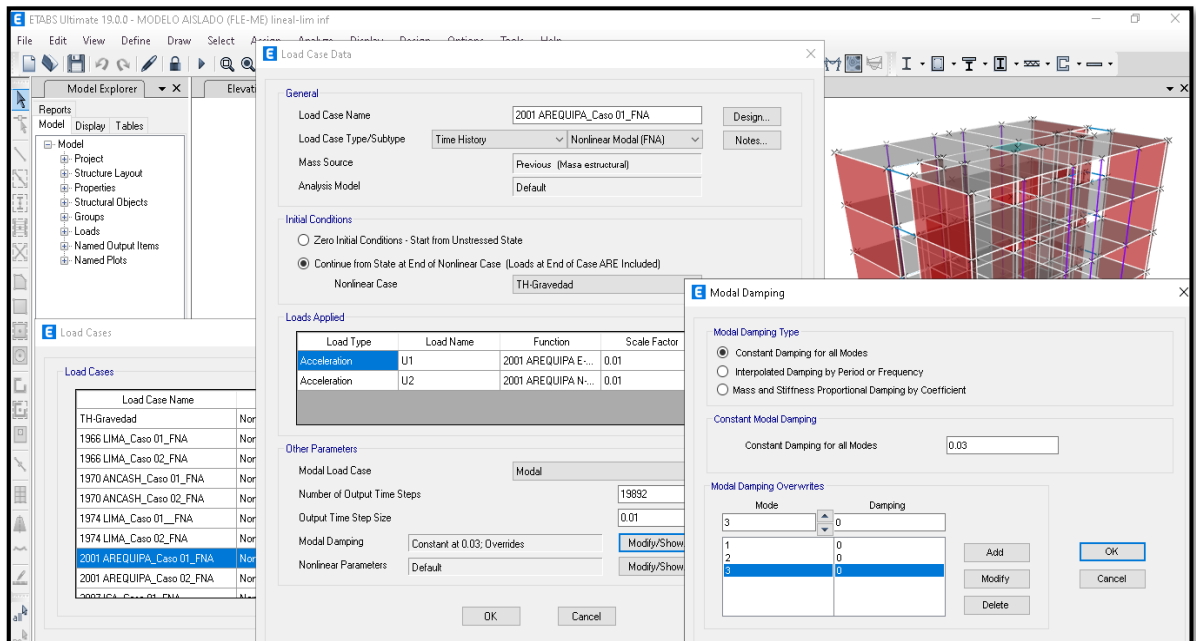 ETABS Ultimate 19.0.0 - MODELO AISLADO (FLE-ME) lineal-lim inf
File Edit View Define Draw Select Assign Analyze Display Design Options Tools Help
Model Explorer
Reports
Model Display Tables
Model
Project
Structure Layout
Properties
Structural Objects
Groups
Loads
Named Output Items
Named Plots
Load Cases
Load Cases
Load Case Name
TH-Gravedad
1966 LIMA_Caso 01_FNA
1966 LIMA_Caso 02_FNA
1970 ANCASH_Caso 01_FNA
1970 ANCASH_Caso 02_FNA
1974 LIMA_Caso 01__FNA
1974 LIMA_Caso 02_FNA
2001 AREQUIPA_Caso 01_FNA
2001 AREQUIPA_Caso 02_FNA
Load Case Data
General
Load Case Name 2001 AREQUIPA_Caso 01_FNA Design...
Load Case Type/Subtype Time History Nonlinear Modal (FNA) Notes...
Mass Source Previous (Masa estructural)
Analysis Model Default
Initial Conditions
Zero Initial Conditions - Start from Unstressed State
Continue from State at End of Nonlinear Case (Loads at End of Case ARE Included)
Nonlinear Case TH-Gravedad
Loads Applied
Load Type Load Name Function Scale Factor
Acceleration U1 2001 AREQUIPA E-... 0.01
Acceleration U2 2001 AREQUIPA N-... 0.01
Other Parameters
Modal Load Case Modal
Number of Output Time Steps 19892
Output Time Step Size 0.01
Modal Damping Constant at 0.03; Overrides Modify/Show
Nonlinear Parameters Default Modify/Show
OK Cancel
Modal Damping
Modal Damping Type
Constant Damping for all Modes
Interpolated Damping by Period or Frequency
Mass and Stiffness Proportional Damping by Coefficient
Constant Modal Damping
Constant Damping for all Modes 0.03
Modal Damping Overwrites
Mode Damping
3 0
1 0
2 0
3 0
Add
Modify
Delete
OK
Cancel